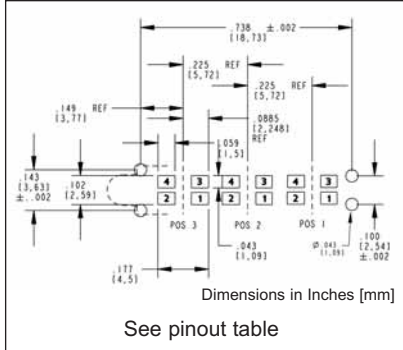 .738 ±.002
[18,73]
.225 REF
[5,72]
.225 REF
[5,72]
.149 REF
[3,77]
.0885
[2,248]
REF
.059
[1,5]
.143
[3,63]
±.002
.102
[2,59]
4 3 4 3 4 3
2 1 2 1 2 1
POS 3 POS 2 POS 1
.043
[1,09]
Ø .043
[1,09]
.100
[2,54]
±.002
.177
[4,5]
Dimensions in Inches [mm]
See pinout table